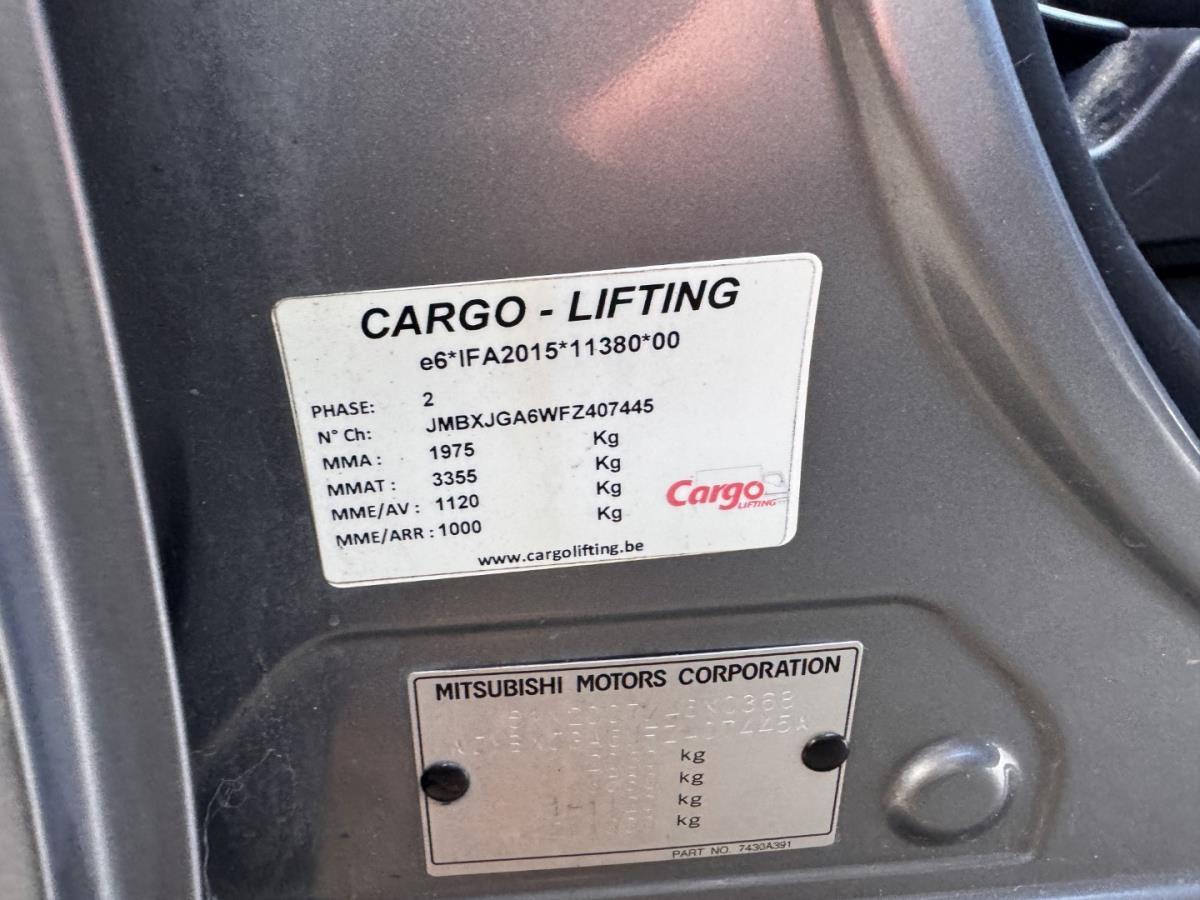 CARGO - LIFTING
e6*IFA2015*11380*00
PHASE: 2
N° Ch: JMBXJGA6WFZ407445
MMA : 1975 Kg
MMAT : 3355 Kg
MME/AV : 1120 Kg
MME/ARR : 1000 Kg
Cargo
LIFTING
www.cargolifting.be
MITSUBISHI MOTORS CORPORATION
kg
kg
kg
kg
PART NO. 7430A391